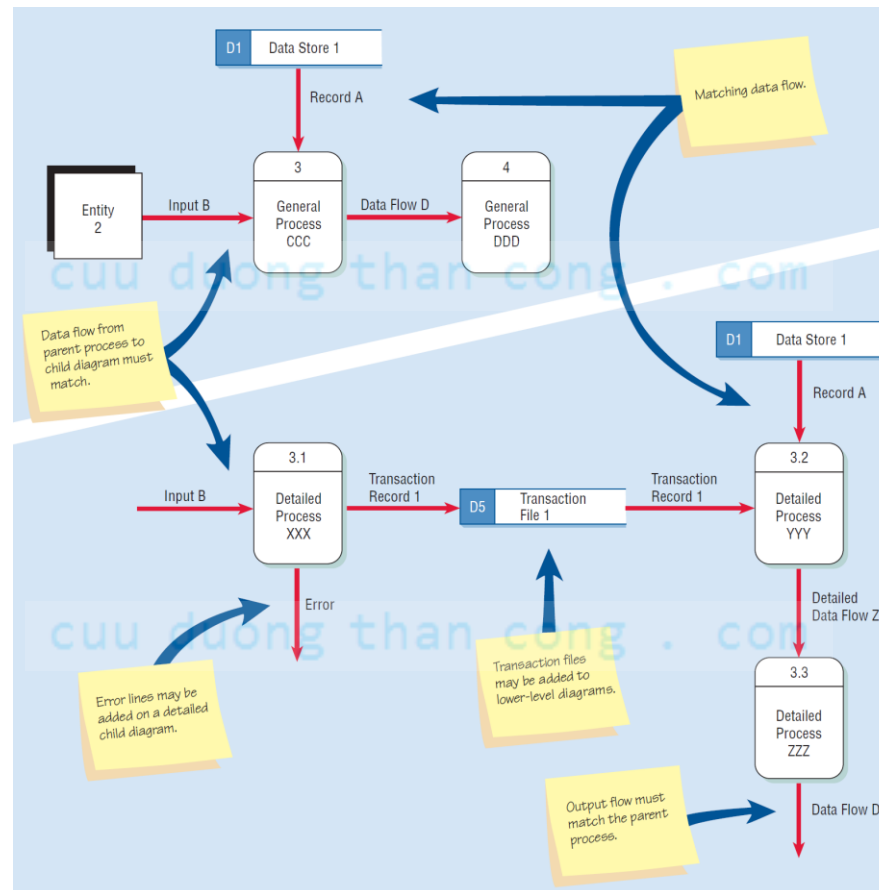 D1 Data Store 1
Record A
Matching data flow.
3
General
Process
CCC
4
General
Process
DDD
Entity
2
Input B
Data Flow D
cuu duong than cong . com
Data flow from
parent process to
child diagram must
match.
D1 Data Store 1
Record A
3.1
Detailed
Process
XXX
Input B
Transaction
Record 1
D5 Transaction
File 1
Transaction
Record 1
3.2
Detailed
Process
YYY
Error
Detailed
Data Flow Z
cuu duong than cong . com
Error lines may be
added on a detailed
child diagram.
Transaction files
may be added to
lower-level diagrams.
3.3
Detailed
Process
ZZZ
Output flow must
match the parent
process.
Data Flow D